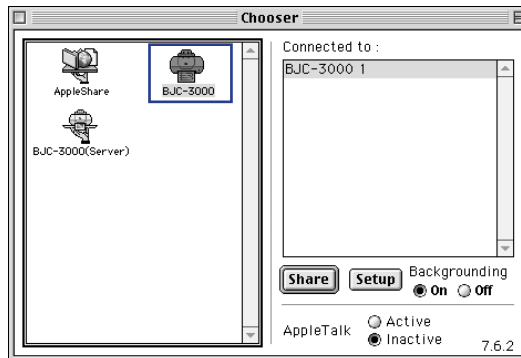 Chooser
AppleShare
BJC-3000
BJC-3000(Server)
Connected to :
BJC-3000 1
Share
Setup
Backgrounding
On
Off
AppleTalk
Active
Inactive
7.6.2